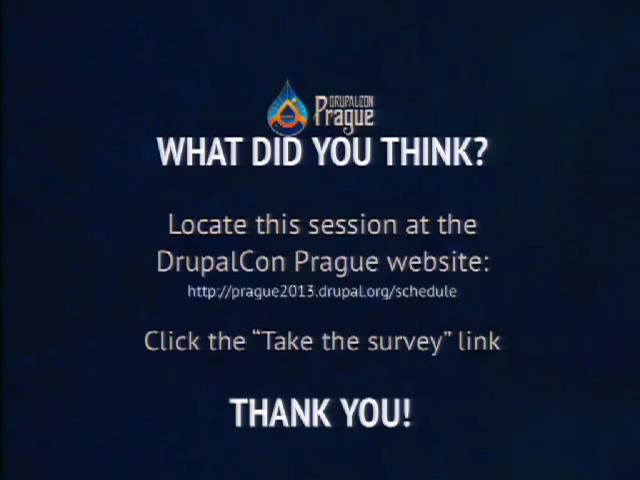 DRUPALCON
Prague
WHAT DID YOU THINK?
Locate this session at the
DrupalCon Prague website:
http://prague2013.drupal.org/schedule
Click the “Take the survey” link
THANK YOU!